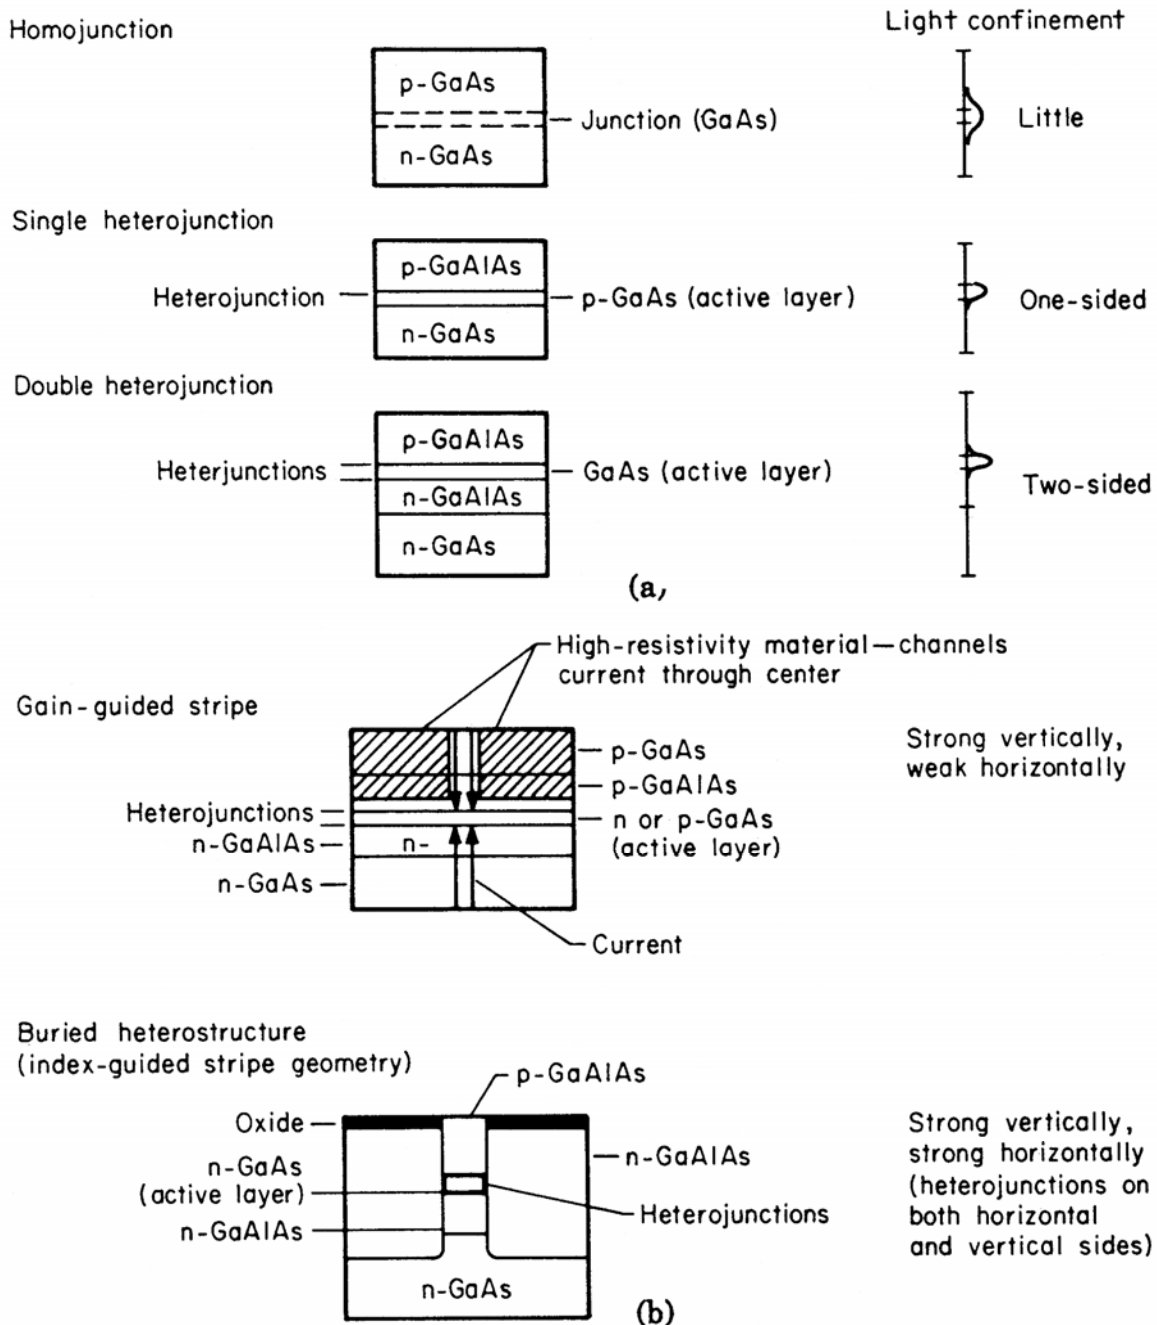 Homojunction
Light confinement
p-GaAs
Junction (GaAs)
n-GaAs
Little
Single heterojunction
p-GaAlAs
Heterojunction
p-GaAs (active layer)
n-GaAs
One-sided
Double heterojunction
p-GaAlAs
Heterjunctions
GaAs (active layer)
n-GaAlAs
n-GaAs
Two-sided
(a,
High-resistivity material—channels
current through center
Gain-guided stripe
p-GaAs
p-GaAlAs
Heterojunctions
n or p-GaAs
(active layer)
n-GaAlAs
n-
n-GaAs
Current
Strong vertically,
weak horizontally
Buried heterostructure
(index-guided stripe geometry)
p-GaAlAs
Oxide
n-GaAs
(active layer)
n-GaAlAs
n-GaAlAs
Heterojunctions
n-GaAs
Strong vertically,
strong horizontally
(heterojunctions on
both horizontal
and vertical sides)
(b)